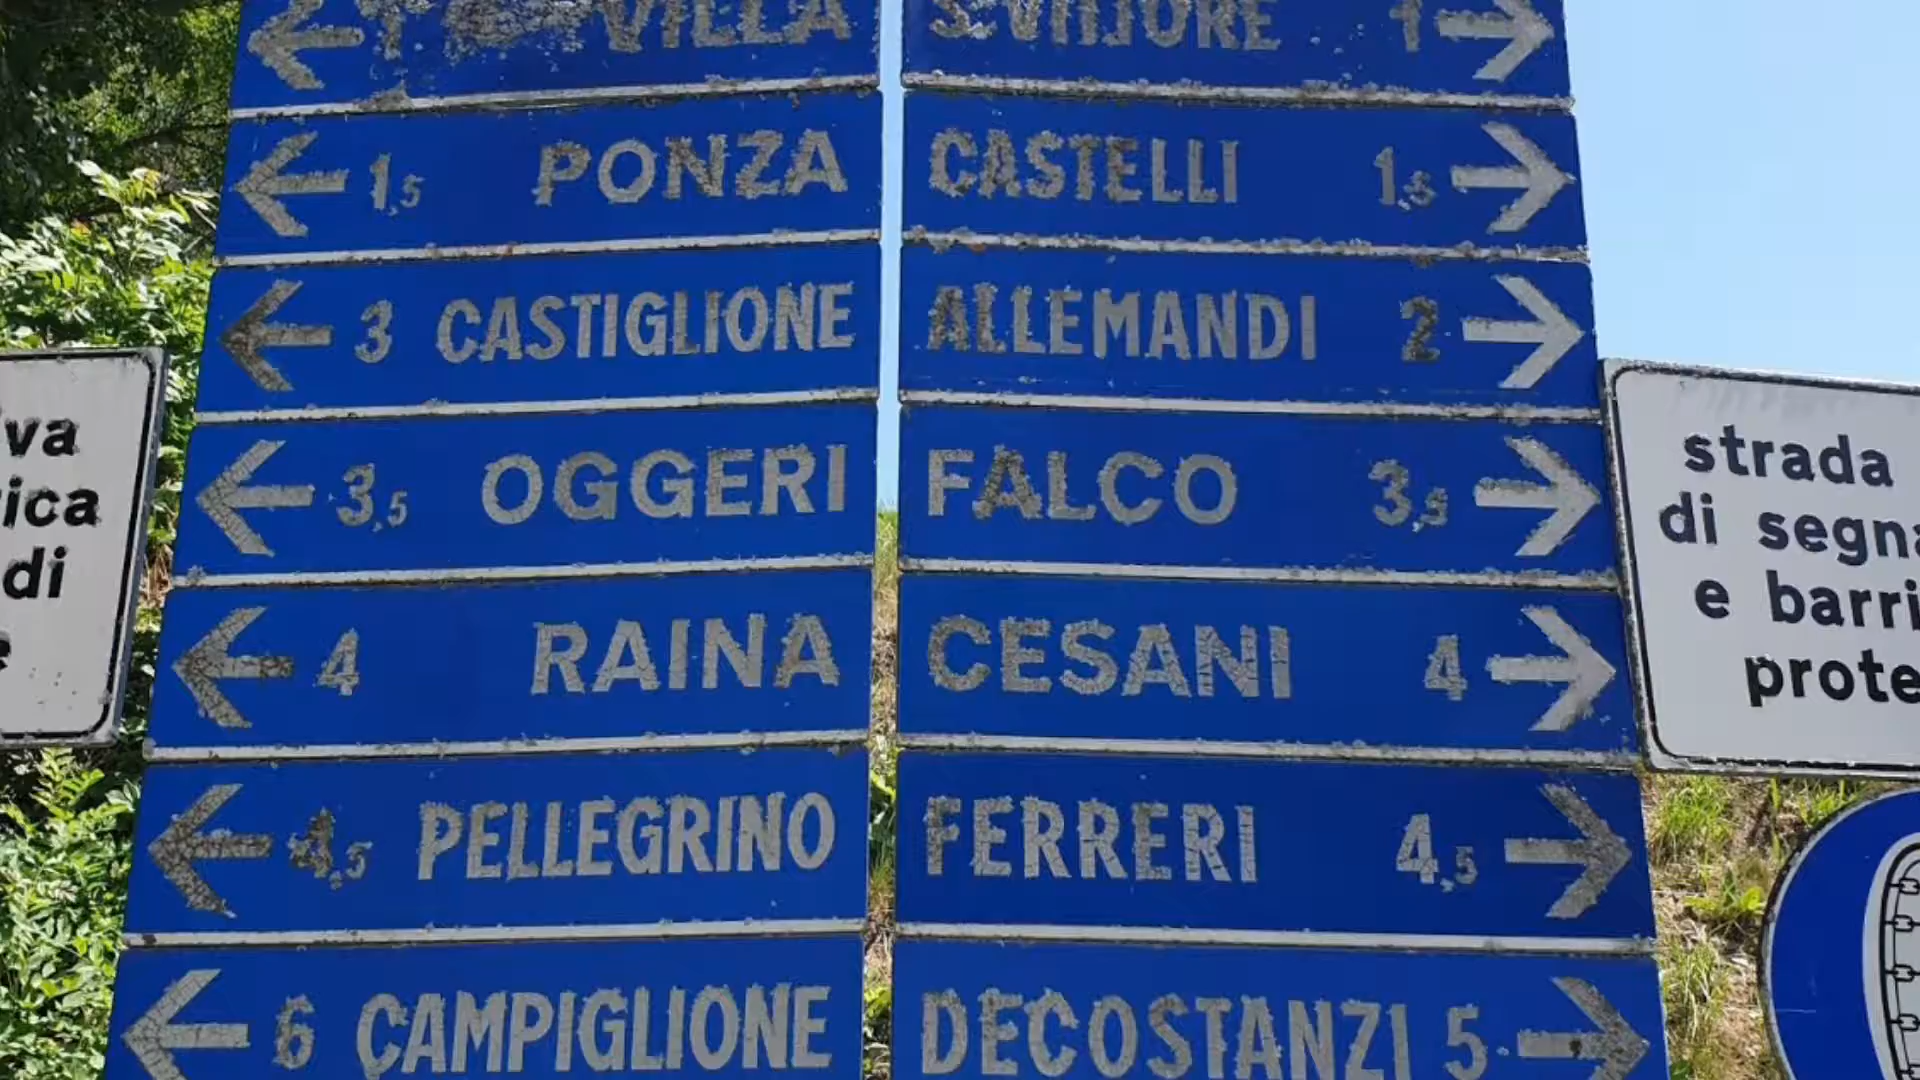 1 VILLA
1,5 PONZA
3 CASTIGLIONE
3,5 OGGERI
4 RAINA
4,5 PELLEGRINO
6 CAMPIGLIONE
S.VITTORE 1
CASTELLI 1,5
ALLEMANDI 2
FALCO 3,5
CESANI 4
FERRERI 4,5
DECOSTANZI 5
va
ica
di
e
strada
di segna
e barri
prote